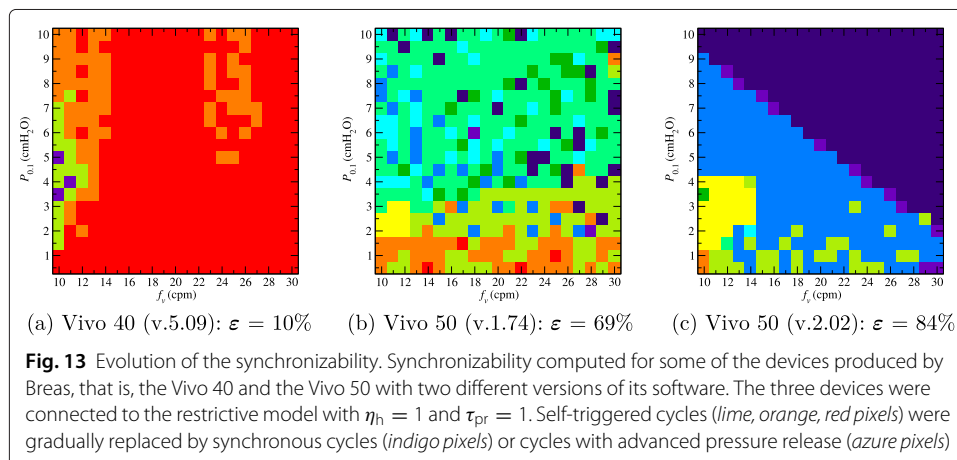 10
9
8
7
6
5
4
3
2
1
P0.1 (cmH2O)
10 12 14 16 18 20 22 24 26 28 30
fv (cpm)
(a) Vivo 40 (v.5.09): ε = 10%
10
9
8
7
6
5
4
3
2
1
P0.1 (cmH2O)
10 12 14 16 18 20 22 24 26 28 30
fv (cpm)
(b) Vivo 50 (v.1.74): ε = 69%
10
9
8
7
6
5
4
3
2
1
P0.1 (cmH2O)
10 12 14 16 18 20 22 24 26 28 30
fv (cpm)
(c) Vivo 50 (v.2.02): ε = 84%
Fig. 13 Evolution of the synchronizability. Synchronizability computed for some of the devices produced by
Breas, that is, the Vivo 40 and the Vivo 50 with two different versions of its software. The three devices were
connected to the restrictive model with ηh = 1 and τpr = 1. Self-triggered cycles (lime, orange, red pixels) were
gradually replaced by synchronous cycles (indigo pixels) or cycles with advanced pressure release (azure pixels)